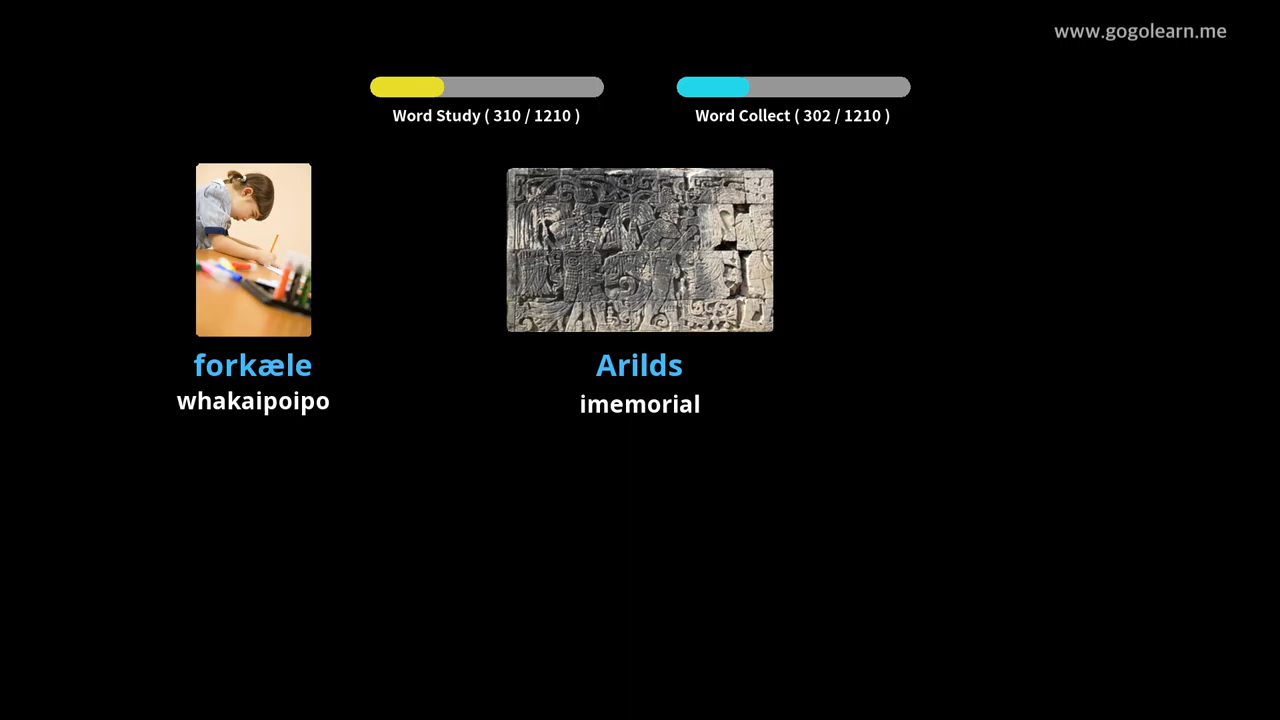 www.gogolearn.me
Word Study ( 310 / 1210 )
Word Collect ( 302 / 1210 )
forkæle
whakaipoipo
Arilds
imemorial